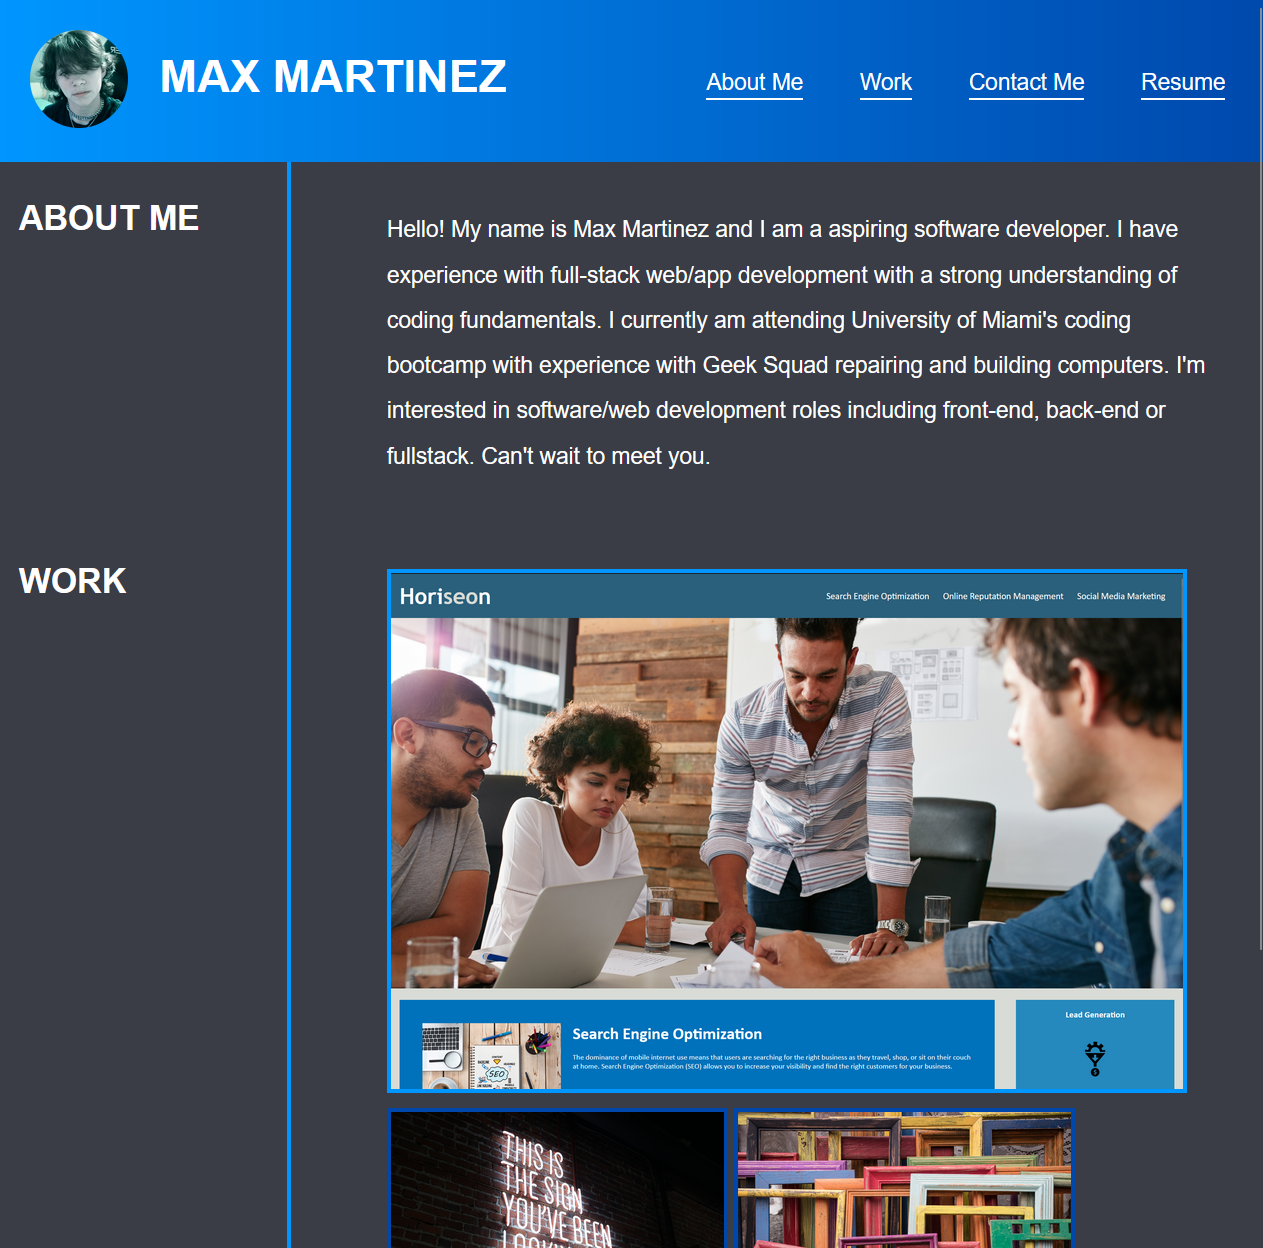 MAX MARTINEZ
About Me Work Contact Me Resume
ABOUT ME
Hello! My name is Max Martinez and I am a aspiring software developer. I have
experience with full-stack web/app development with a strong understanding of
coding fundamentals. I currently am attending University of Miami's coding
bootcamp with experience with Geek Squad repairing and building computers. I'm
interested in software/web development roles including front-end, back-end or
fullstack. Can't wait to meet you.
WORK
Horiseon
Search Engine Optimization Online Reputation Management Social Media Marketing
Search Engine Optimization
The dominance of mobile internet use means that users are searching for the right business as they travel, shop, or sit on their couch
at home. Search Engine Optimization (SEO) allows you to increase your visibility and find the right customers for your business.
SEO
Lead Generation
THIS IS
THE SIGN
YOU'VE BEEN